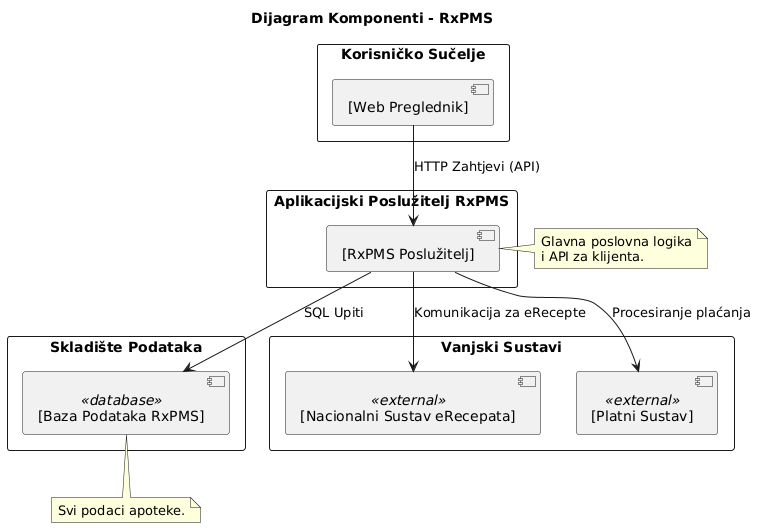 Dijagram Komponenti - RxPMS
Korisničko Sučelje
[Web Preglednik]
HTTP Zahtjevi (API)
Aplikacijski Poslužitelj RxPMS
[RxPMS Poslužitelj]
Glavna poslovna logika
i API za klijenta.
SQL Upiti
Komunikacija za eRecepte
Procesiranje plaćanja
Skladište Podataka
«database»
[Baza Podataka RxPMS]
Vanjski Sustavi
«external»
[Nacionalni Sustav eRecepata]
«external»
[Platni Sustav]
Svi podaci apoteke.